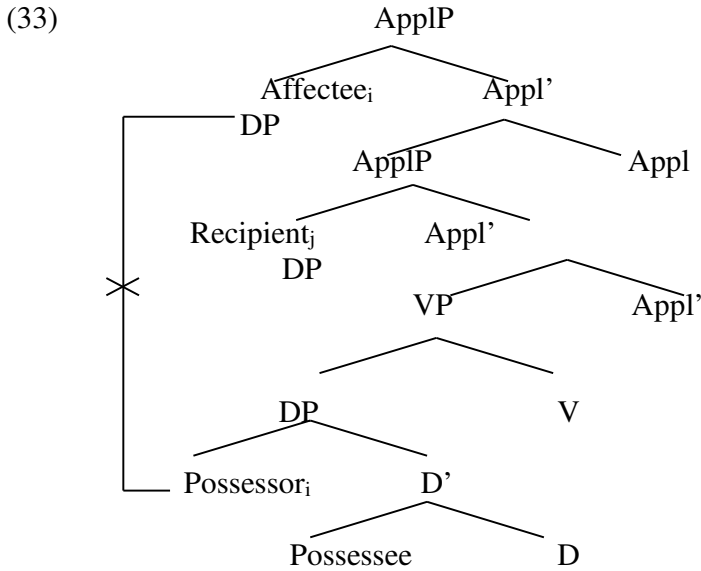 (33) ApplP
Affecteeᵢ Appl’
DP
ApplP Appl
Recipientⱼ Appl’
DP
VP Appl’
DP V
Possessorᵢ D’
Possessee D